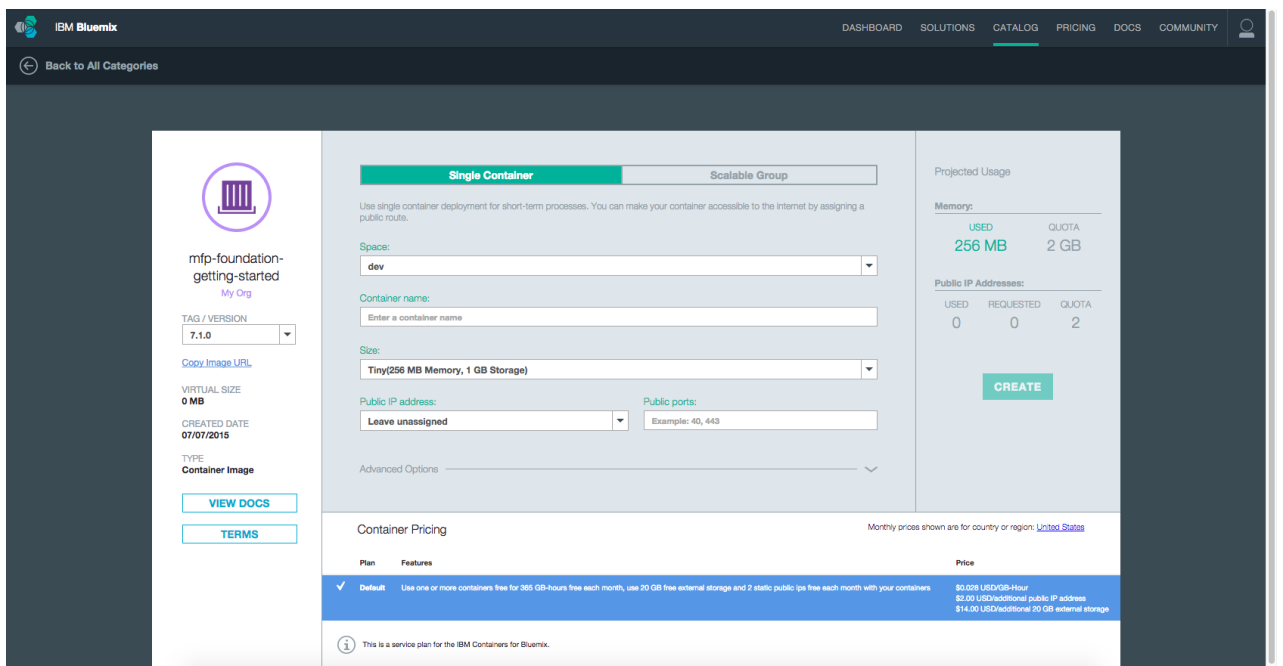 IBM Bluemix
DASHBOARD SOLUTIONS CATALOG PRICING DOCS COMMUNITY
Back to All Categories
mfp-foundation-
getting-started
My Org
TAG / VERSION
7.1.0
Copy Image URL
VIRTUAL SIZE
0 MB
CREATED DATE
07/07/2015
TYPE
Container Image
VIEW DOCS
TERMS
Single Container Scalable Group
Use single container deployment for short-term processes. You can make your container accessible to the internet by assigning a
public route.
Space:
dev
Container name:
Enter a container name
Size:
Tiny(256 MB Memory, 1 GB Storage)
Public IP address: Public ports:
Leave unassigned Example: 40, 443
Advanced Options
Projected Usage
Memory:
USED QUOTA
256 MB 2 GB
Public IP Addresses:
USED REQUESTED QUOTA
0 0 2
CREATE
Container Pricing Monthly prices shown are for country or region: United States
Plan Features Price
Default Use one or more containers free for 365 GB-hours free each month, use 20 GB free external storage and 2 static public ips free each month with your containers $0.028 USD/GB-Hour
$2.00 USD/additional public IP address
$14.00 USD/additional 20 GB external storage
This is a service plan for the IBM Containers for Bluemix.